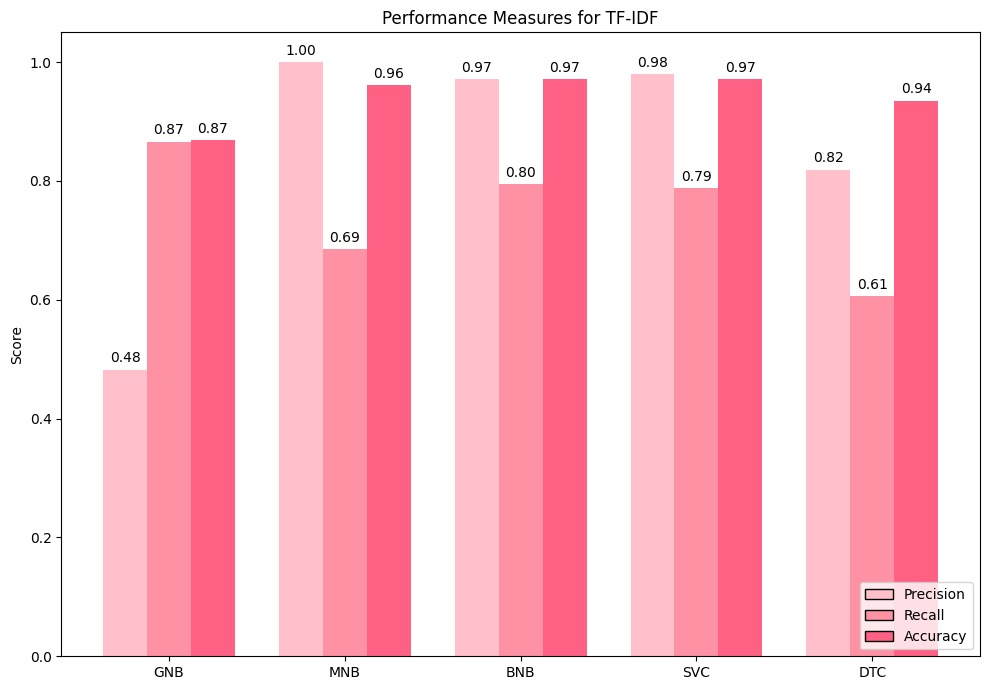 Performance Measures for TF-IDF
Score
1.0
0.8
0.6
0.4
0.2
0.0
0.48
0.87
0.87
1.00
0.69
0.96
0.97
0.80
0.97
0.98
0.79
0.97
0.82
0.61
0.94
GNB
MNB
BNB
SVC
DTC
Precision
Recall
Accuracy